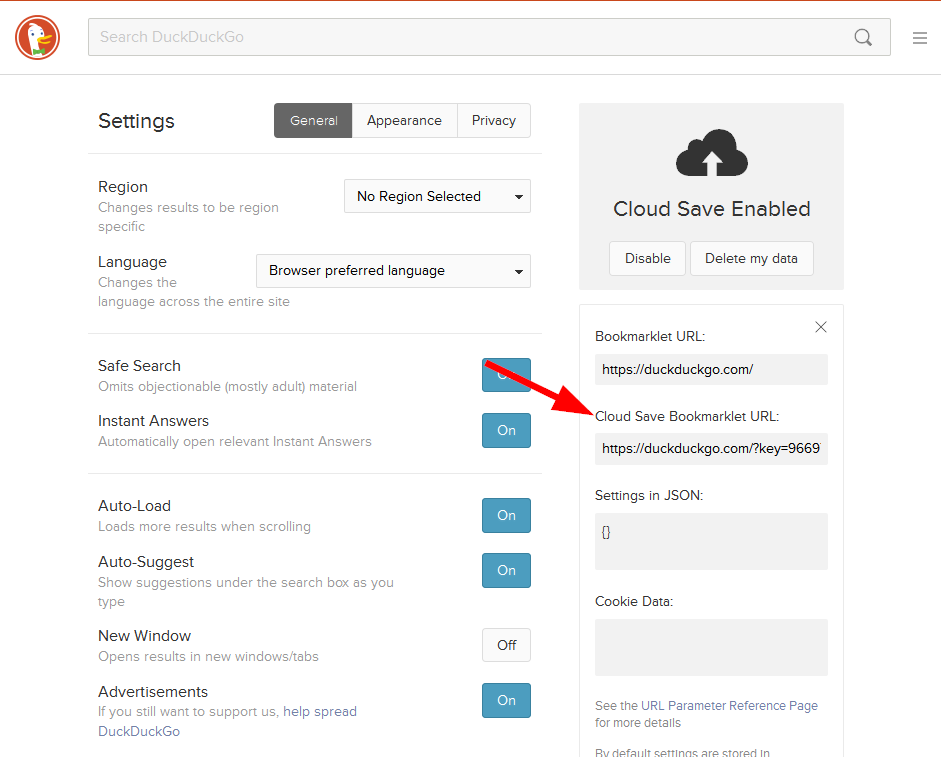 Search DuckDuckGo
Settings
General
Appearance
Privacy
Region
Changes results to be region
specific
No Region Selected
Language
Changes the
language across the entire site
Browser preferred language
Safe Search
Omits objectionable (mostly adult) material
Instant Answers
Automatically open relevant Instant Answers
On
Auto-Load
Loads more results when scrolling
On
Auto-Suggest
Show suggestions under the search box as you
type
On
New Window
Opens results in new windows/tabs
Off
Advertisements
If you still want to support us, help spread
DuckDuckGo
On
Cloud Save Enabled
Disable
Delete my data
Bookmarklet URL:
https://duckduckgo.com/
Cloud Save Bookmarklet URL:
https://duckduckgo.com/?key=9669
Settings in JSON:
{}
Cookie Data:
See the URL Parameter Reference Page
for more details
By default settings are stored in